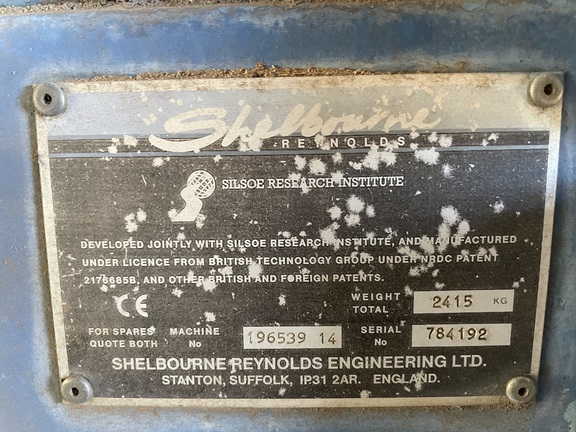 Shelbourne
REYNOLDS
SILSOE RESEARCH INSTITUTE
DEVELOPED JOINTLY WITH SILSOE RESEARCH INSTITUTE, AND MANUFACTURED
UNDER LICENCE FROM BRITISH TECHNOLOGY GROUP UNDER NRDC PATENT
2176685B, AND OTHER BRITISH AND FOREIGN PATENTS.
CE WEIGHT TOTAL 2415 KG
FOR SPARES QUOTE BOTH MACHINE No 196539 14 SERIAL No 784192
SHELBOURNE REYNOLDS ENGINEERING LTD.
STANTON, SUFFOLK, IP31 2AR. ENGLAND.